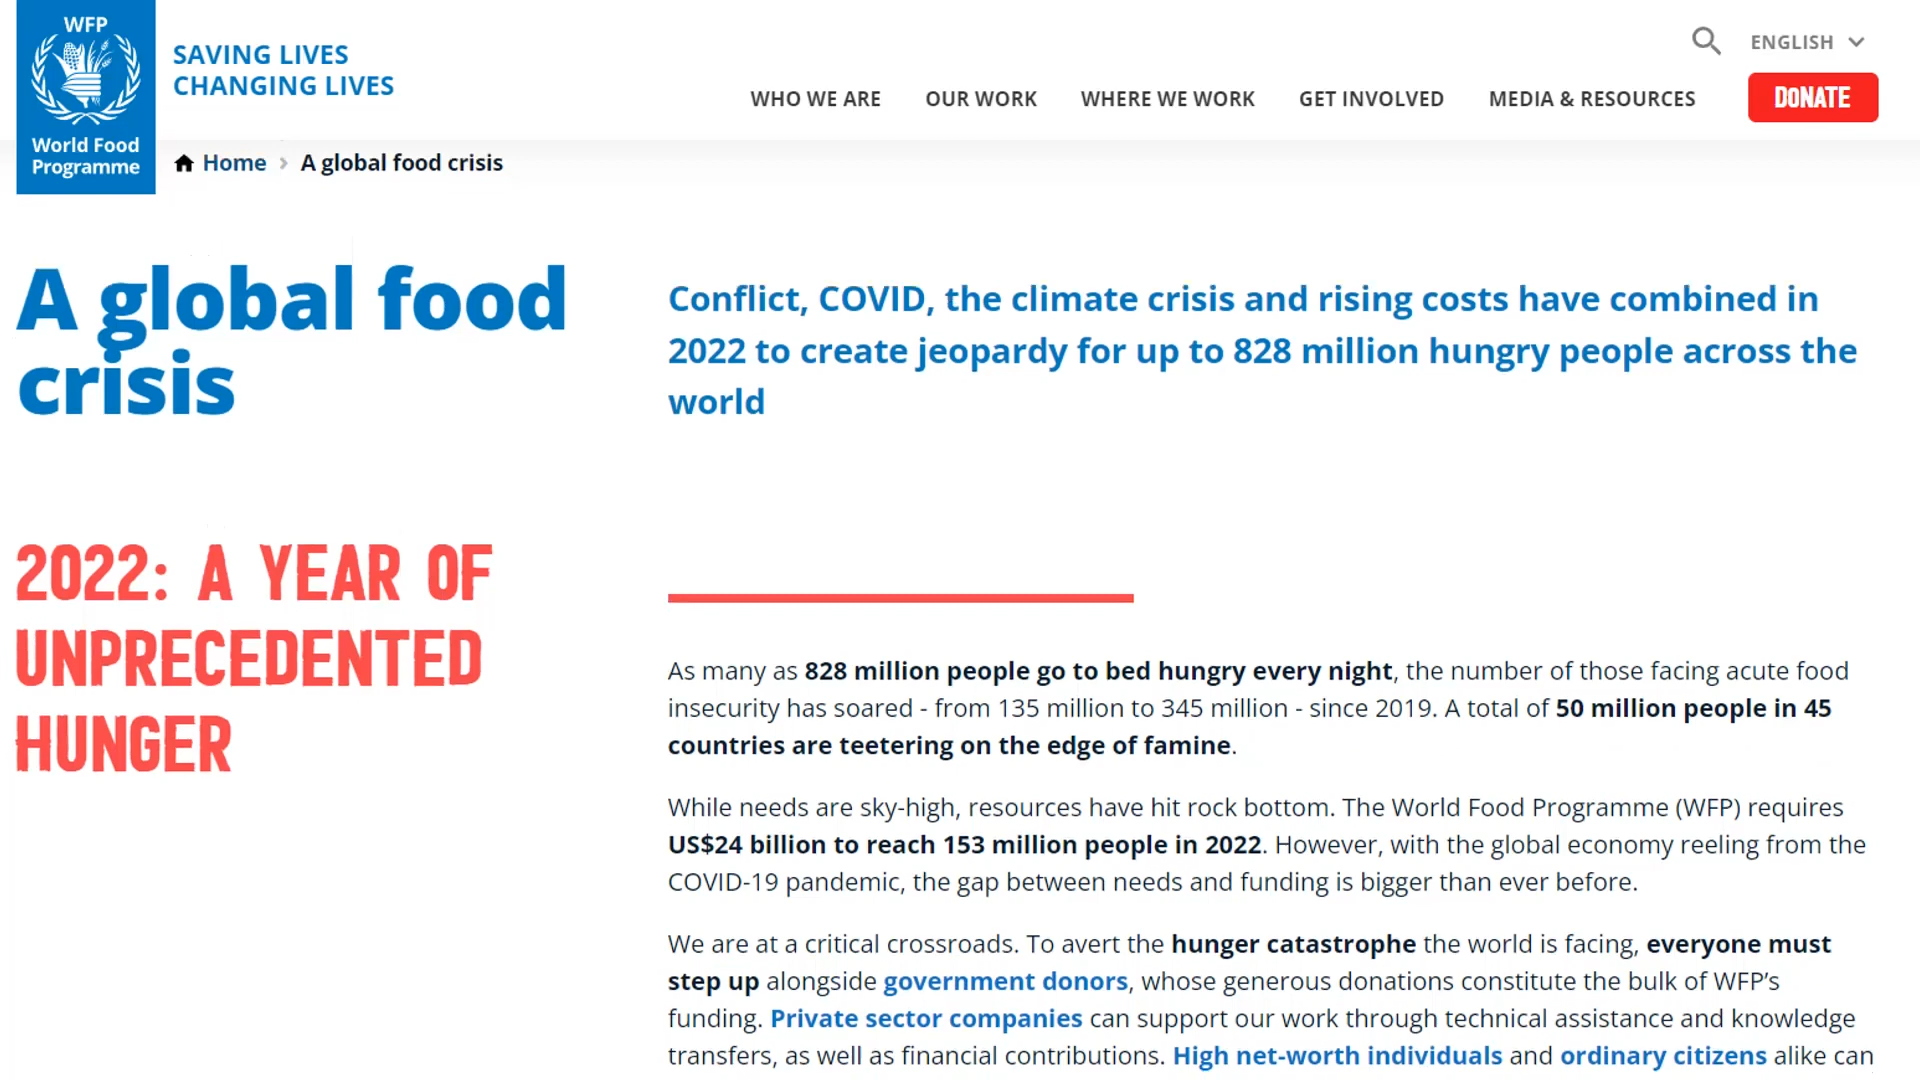 WFP
World Food
Programme
SAVING LIVES
CHANGING LIVES
ENGLISH
WHO WE ARE
OUR WORK
WHERE WE WORK
GET INVOLVED
MEDIA & RESOURCES
DONATE
Home > A global food crisis
A global food
crisis
Conflict, COVID, the climate crisis and rising costs have combined in
2022 to create jeopardy for up to 828 million hungry people across the
world
2022: A YEAR OF
UNPRECEDENTED
HUNGER
As many as 828 million people go to bed hungry every night, the number of those facing acute food
insecurity has soared - from 135 million to 345 million - since 2019. A total of 50 million people in 45
countries are teetering on the edge of famine.
While needs are sky-high, resources have hit rock bottom. The World Food Programme (WFP) requires
US$24 billion to reach 153 million people in 2022. However, with the global economy reeling from the
COVID-19 pandemic, the gap between needs and funding is bigger than ever before.
We are at a critical crossroads. To avert the hunger catastrophe the world is facing, everyone must
step up alongside government donors, whose generous donations constitute the bulk of WFP’s
funding. Private sector companies can support our work through technical assistance and knowledge
transfers, as well as financial contributions. High net-worth individuals and ordinary citizens alike can